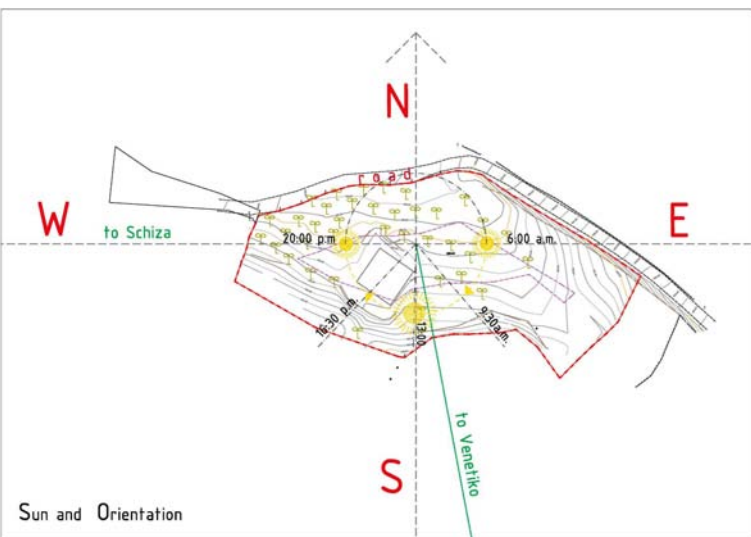 N
road
W
E
to Schiza
20:00 p.m
6:00 a.m.
16:30 p.m.
13:00
9:30a.m.
to Venetiko
S
Sun and Orientation